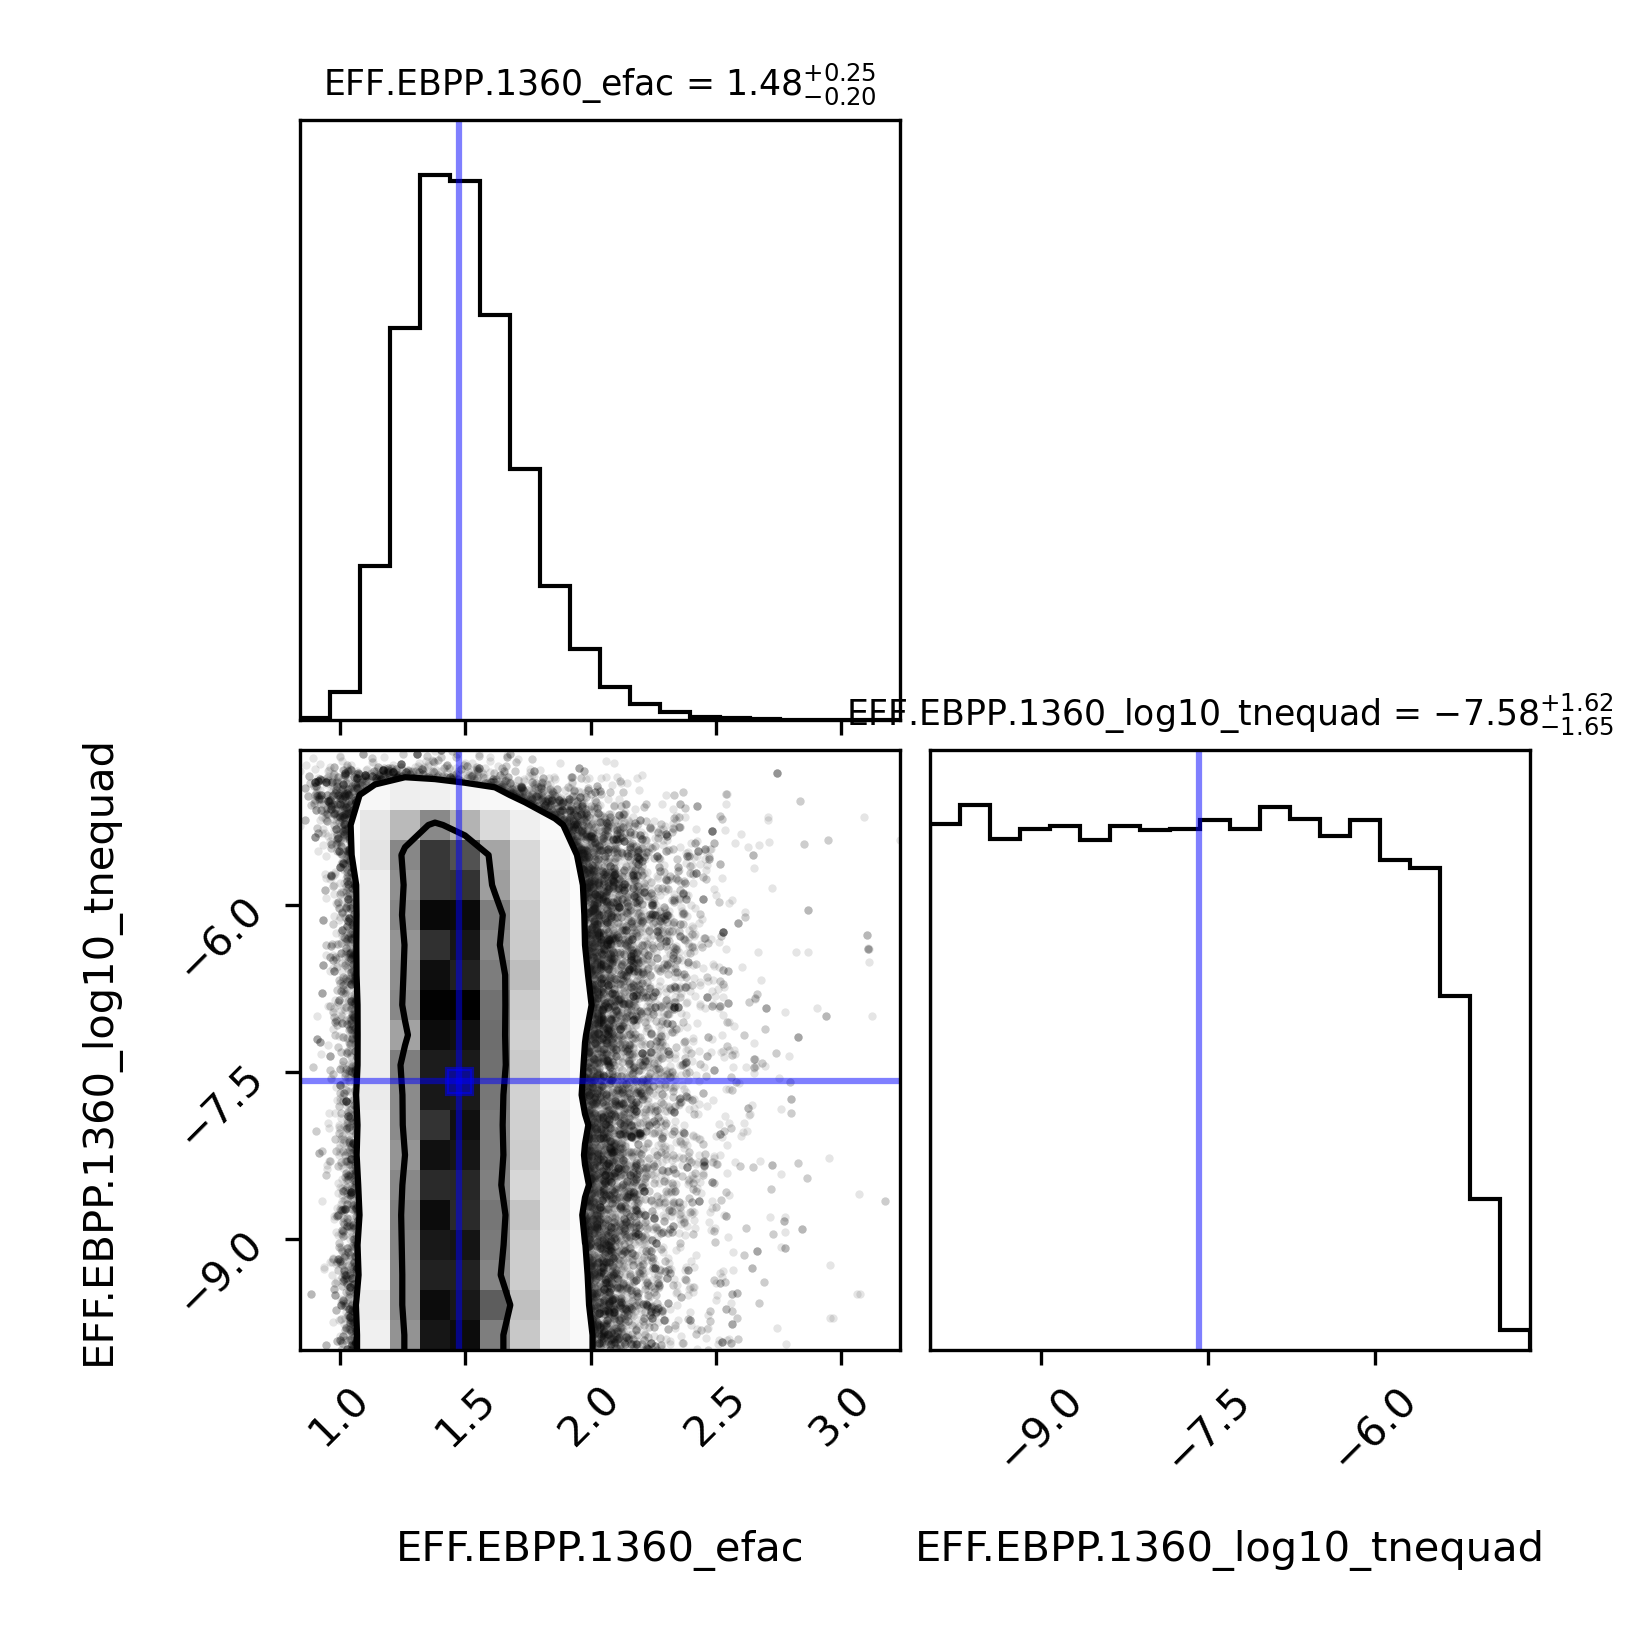 EFF.EBPP.1360_efac = 1.48+0.25−0.20
EFF.EBPP.1360_log10_tnequad = −7.58+1.62−1.65
EFF.EBPP.1360_log10_tnequad
−6.0
−7.5
−9.0
1.0 1.5 2.0 2.5 3.0
−9.0 −7.5 −6.0
EFF.EBPP.1360_efac
EFF.EBPP.1360_log10_tnequad